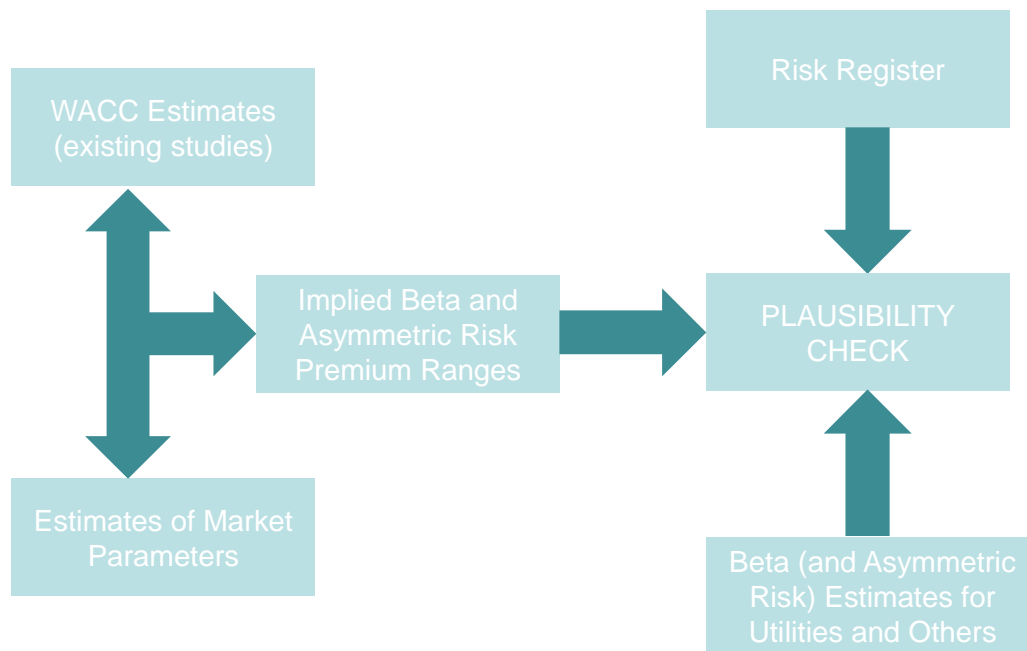 WACC Estimates
(existing studies)
Risk Register
Implied Beta and
Asymmetric Risk
Premium Ranges
PLAUSIBILITY
CHECK
Estimates of Market
Parameters
Beta (and Asymmetric
Risk) Estimates for
Utilities and Others